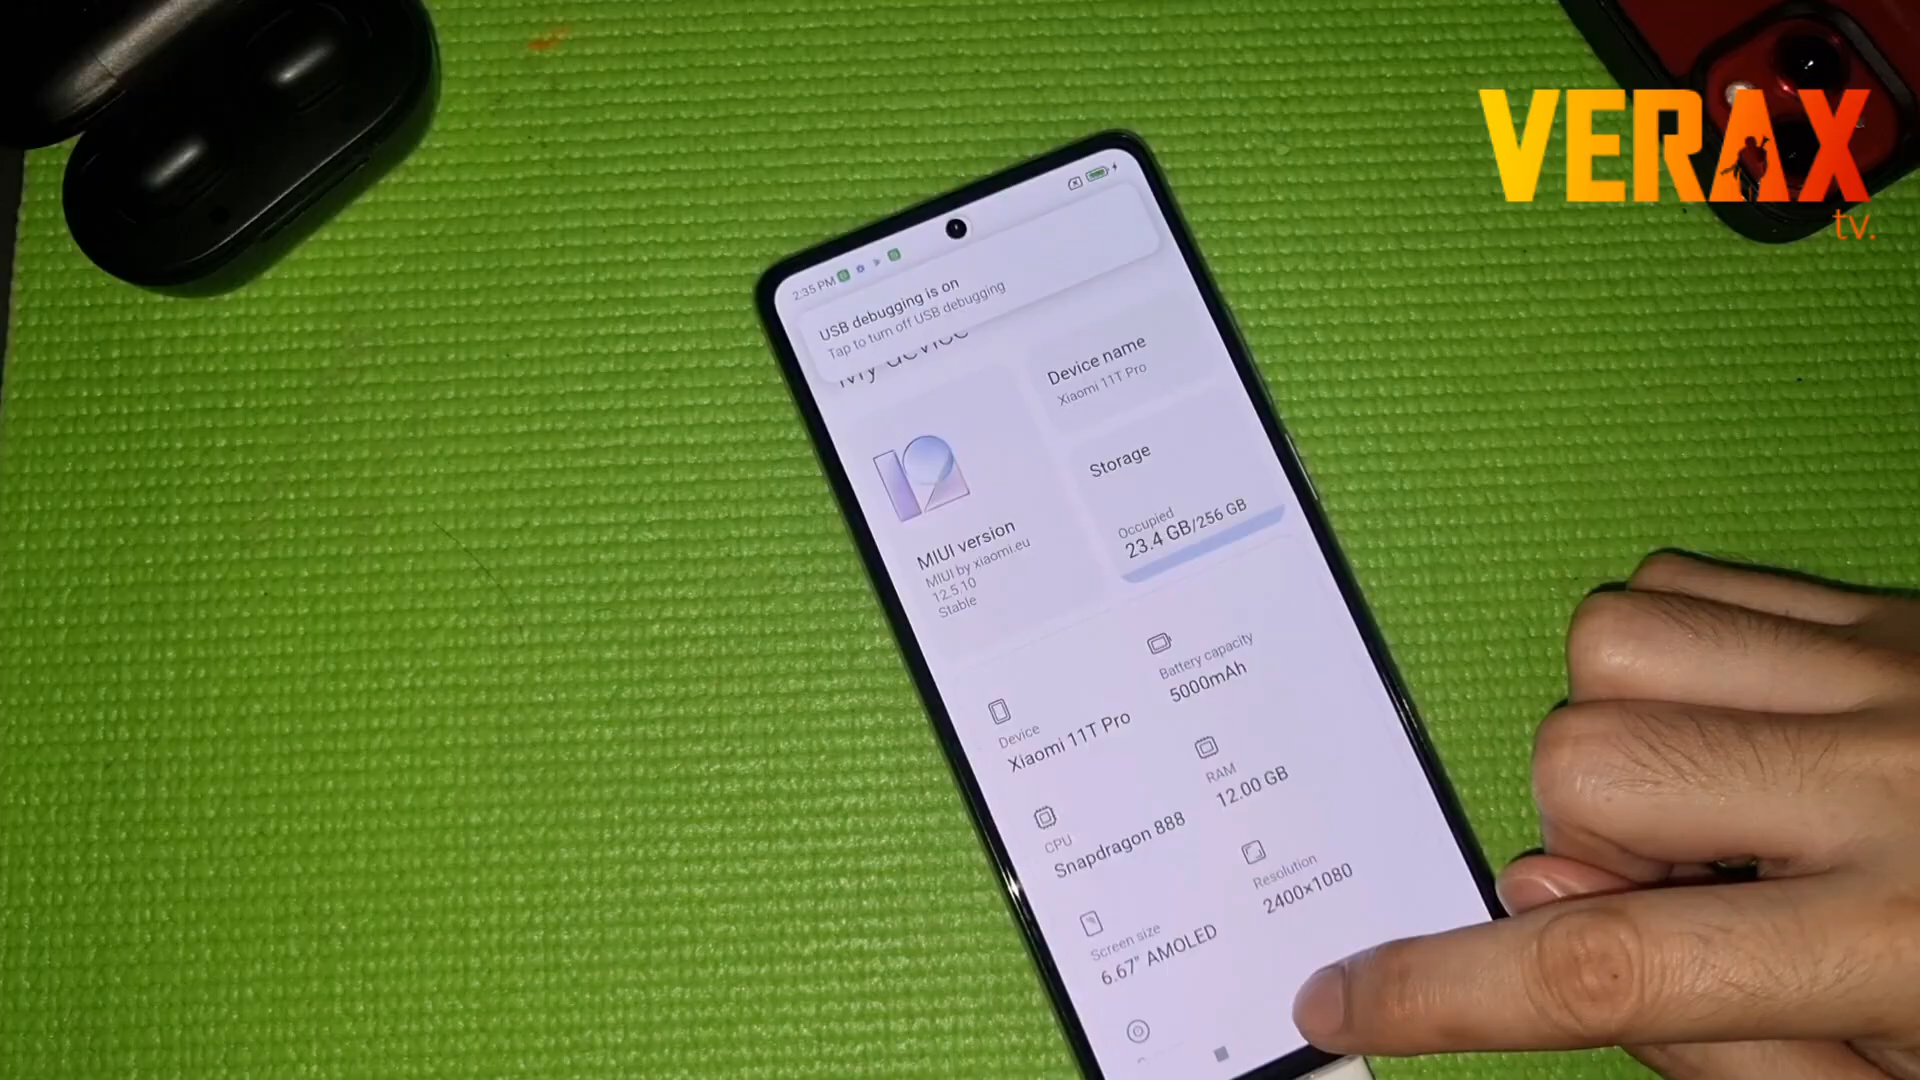 VERAX
tv.
2:35 PM
USB debugging is on
Tap to turn off USB debugging
My device
Device name
Xiaomi 11T Pro
Storage
Occupied
23.4 GB/256 GB
12
MIUI version
MIUI by xiaomi.eu
12.5.10
Stable
Battery capacity
5000mAh
Device
Xiaomi 11T Pro
RAM
12.00 GB
CPU
Snapdragon 888
Resolution
2400×1080
Screen size
6.67" AMOLED